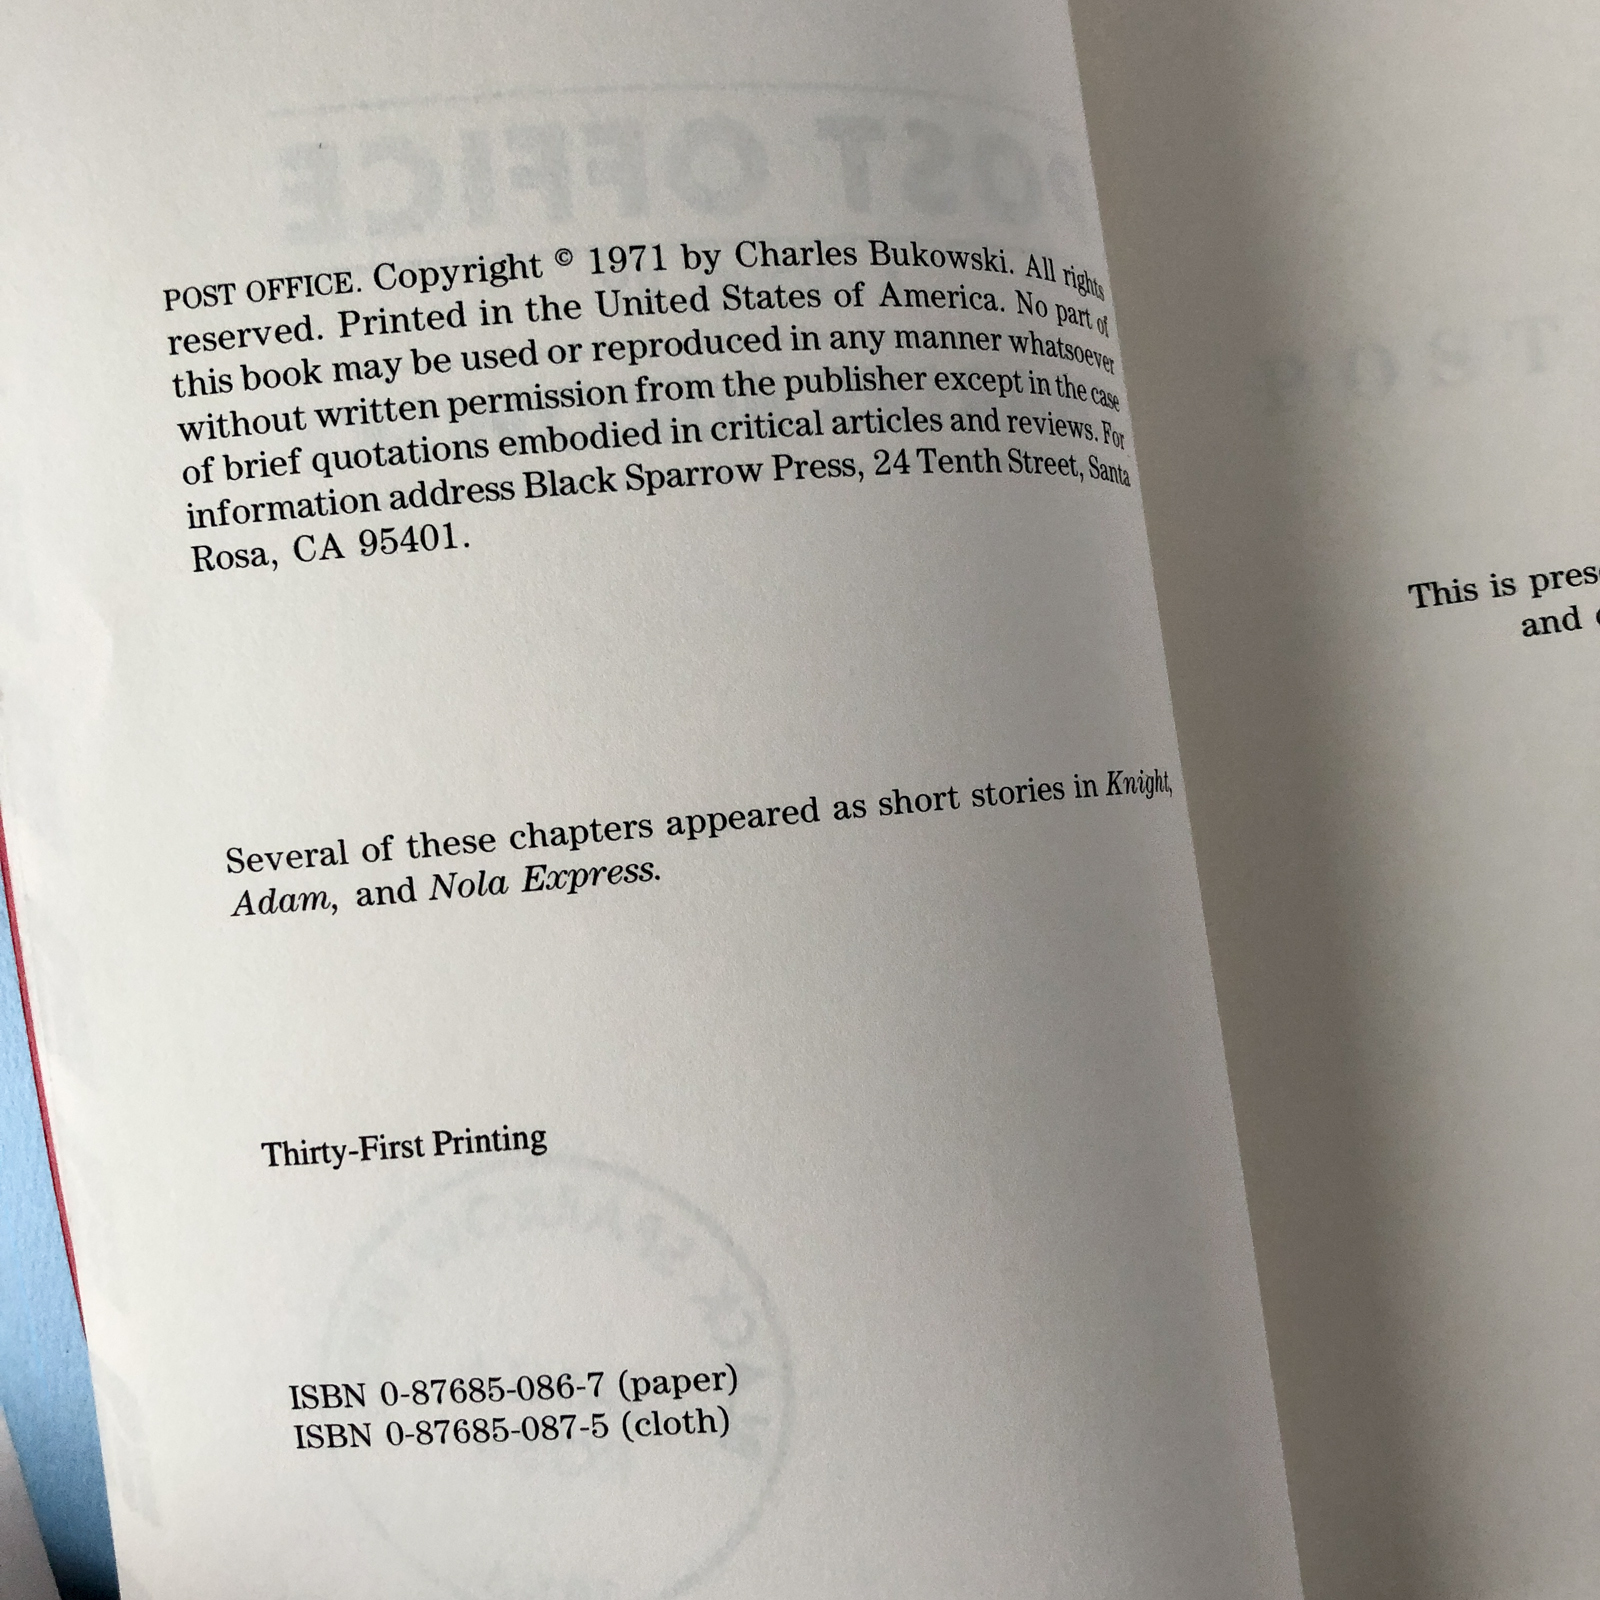 POST OFFICE. Copyright © 1971 by Charles Bukowski. All rights
reserved. Printed in the United States of America. No part of
this book may be used or reproduced in any manner whatsoever
without written permission from the publisher except in the case
of brief quotations embodied in critical articles and reviews. For
information address Black Sparrow Press, 24 Tenth Street, Santa
Rosa, CA 95401.
Several of these chapters appeared as short stories in Knight,
Adam, and Nola Express.
Thirty-First Printing
ISBN 0-87685-086-7 (paper)
ISBN 0-87685-087-5 (cloth)
This is
and